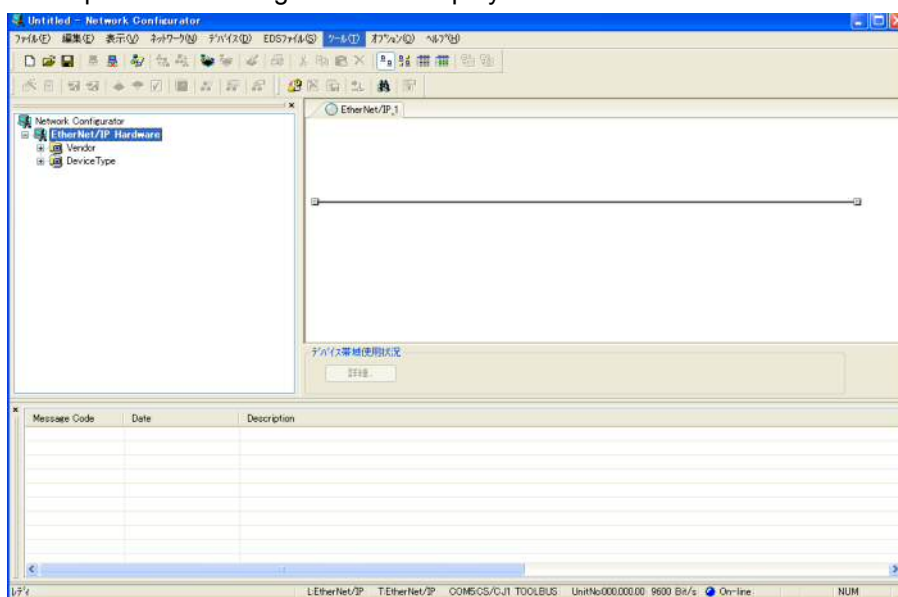 Untitled - Network Configurator
ファイル(F) 編集(E) 表示(V) ネットワーク(N) デバイス(D) EDSファイル(S) ツール(T) オプション(O) ヘルプ(H)
EtherNet/IP_1
Network Configurator
EtherNet/IP Hardware
Vendor
DeviceType
デバイス帯域使用状況
詳細...
Message Code Date Description
レディ L:EtherNet/IP T:EtherNet/IP COM5:CS/CJ1 TOOLBUS UnitNo:000.000.00 9600 Bit/s On-line NUM